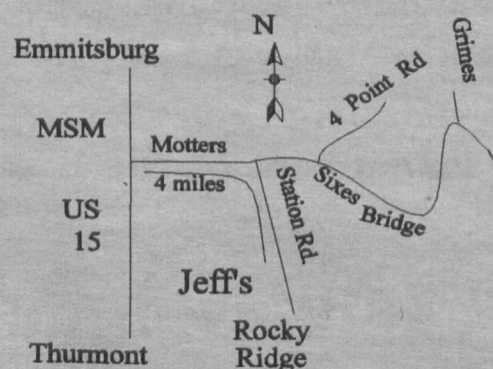 Emmitsburg
N
Grimes
4 Point Rd
MSM
Motters
4 miles
Station Rd.
Sixes
Bridge
US
15
Jeff's
Rocky
Ridge
Thurmont